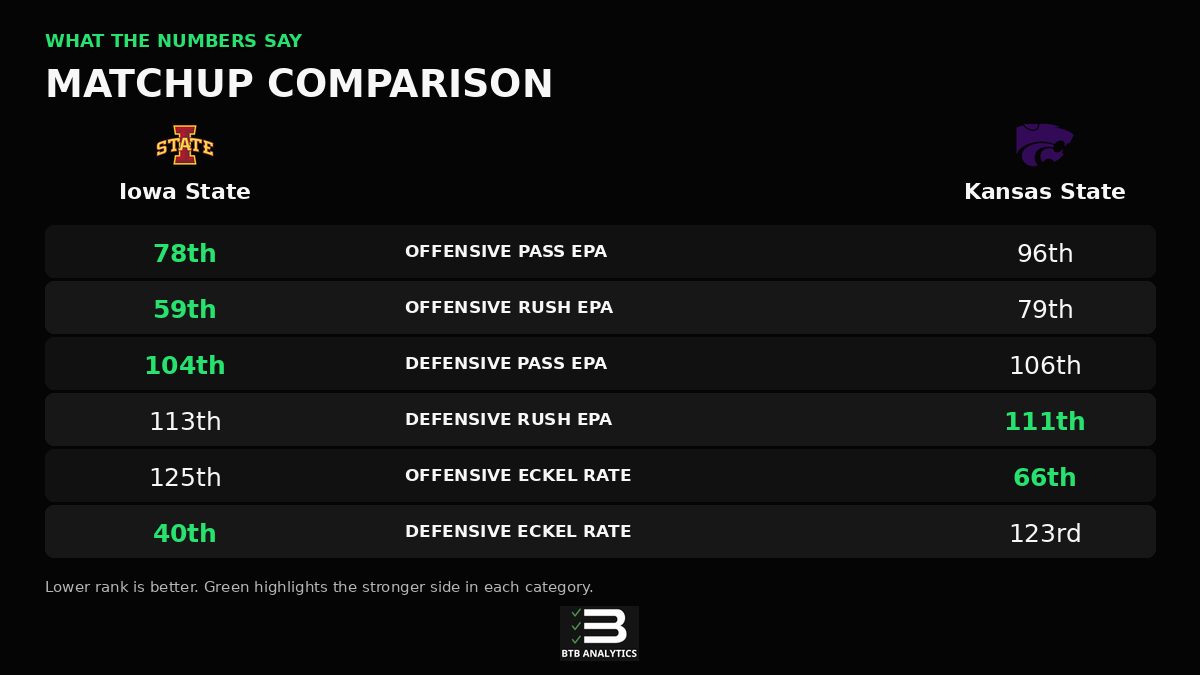 WHAT THE NUMBERS SAY
MATCHUP COMPARISON
STATE
Iowa State
Kansas State
78th OFFENSIVE PASS EPA 96th
59th OFFENSIVE RUSH EPA 79th
104th DEFENSIVE PASS EPA 106th
113th DEFENSIVE RUSH EPA 111th
125th OFFENSIVE ECKEL RATE 66th
40th DEFENSIVE ECKEL RATE 123rd
Lower rank is better. Green highlights the stronger side in each category.
BTB ANALYTICS